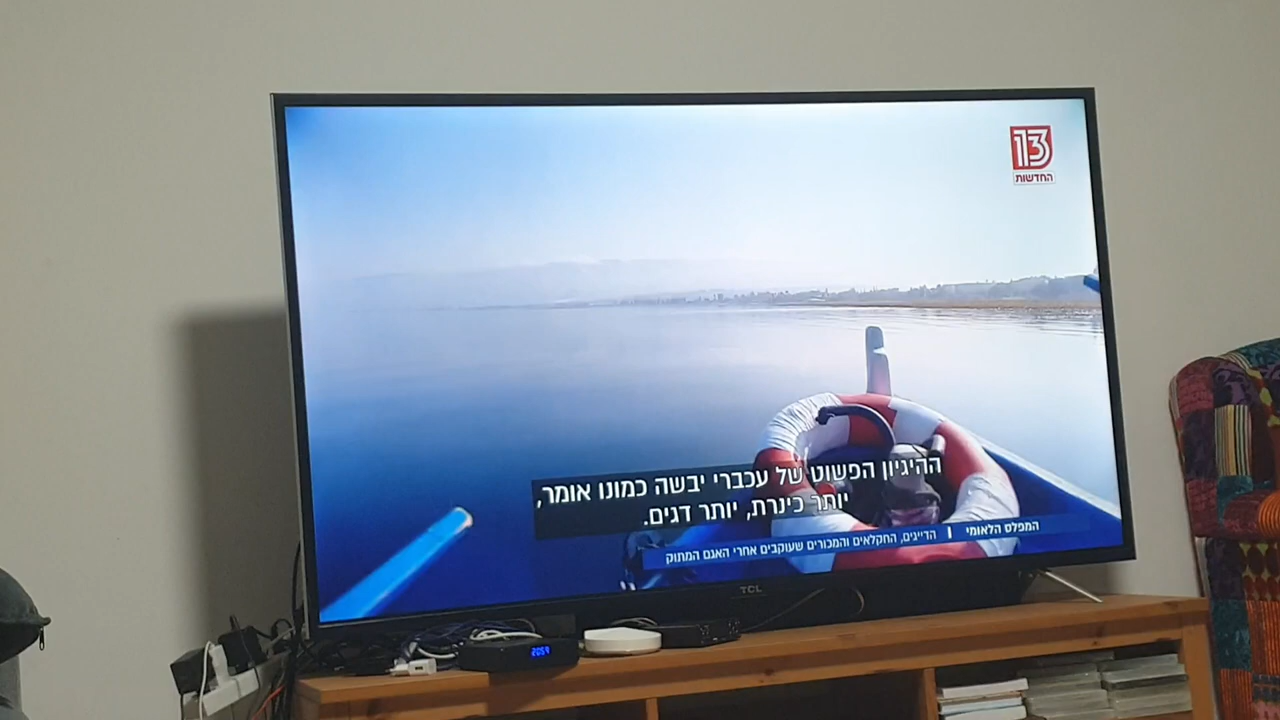 13
החדשות
ההיגיון הפשוט של עכברי יבשה כמונו אומר,
יותר כינרת, יותר דגים.
המפלס הלאומי | הדייגים, החקלאים והמכורים שעוקבים אחרי האגם המתוק
TCL
2059